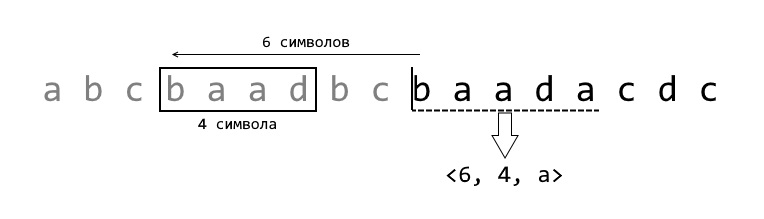 6 символов
a b c b a a d b c b a a d a c d c
4 символа
<6, 4, a>